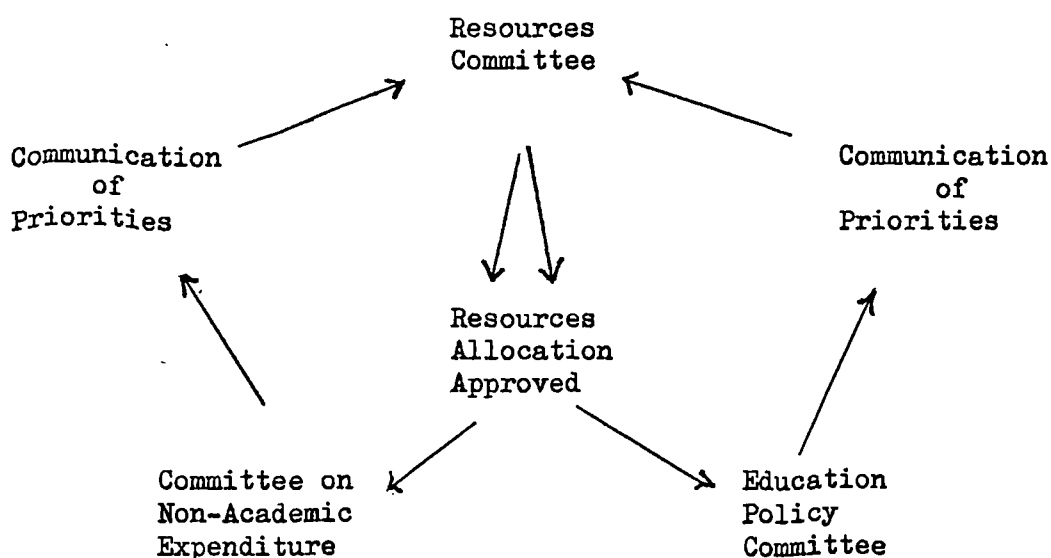 Resources
Committee
Communication
of
Priorities
Communication
of
Priorities
Resources
Allocation
Approved
Committee on
Non-Academic
Expenditure
Education
Policy
Committee